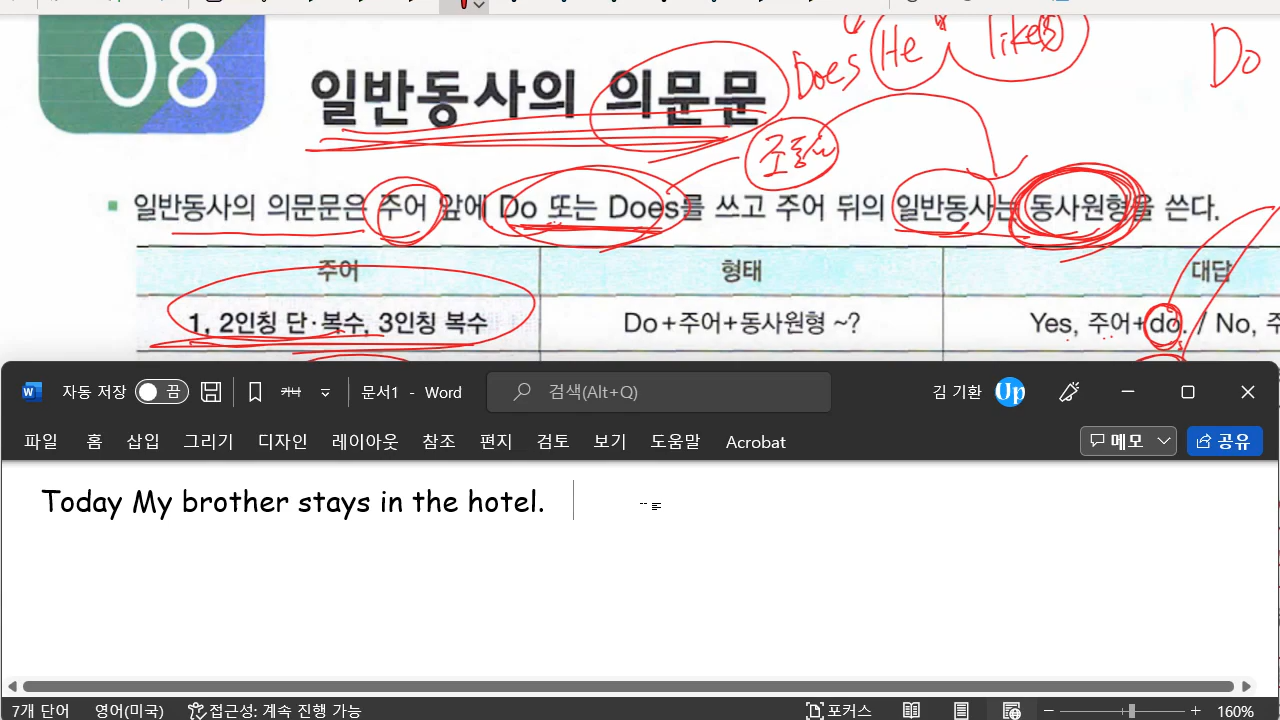 08
일반동사의 의문문
Does He likes
Do
조동사
일반동사의 의문문은 주어 앞에 Do 또는 Does를 쓰고 주어 뒤의 일반동사는 동사원형을 쓴다.
주어 형태 대답
1, 2인칭 단·복수, 3인칭 복수 Do+주어+동사원형 ~? Yes, 주어+do. / No, 주
자동 저장 끔 가나 문서1 - Word 검색(Alt+Q) 김 기환 Up
파일 홈 삽입 그리기 디자인 레이아웃 참조 편지 검토 보기 도움말 Acrobat 메모 공유
Today My brother stays in the hotel.
7개 단어 영어(미국) 접근성: 계속 진행 가능 포커스 160%